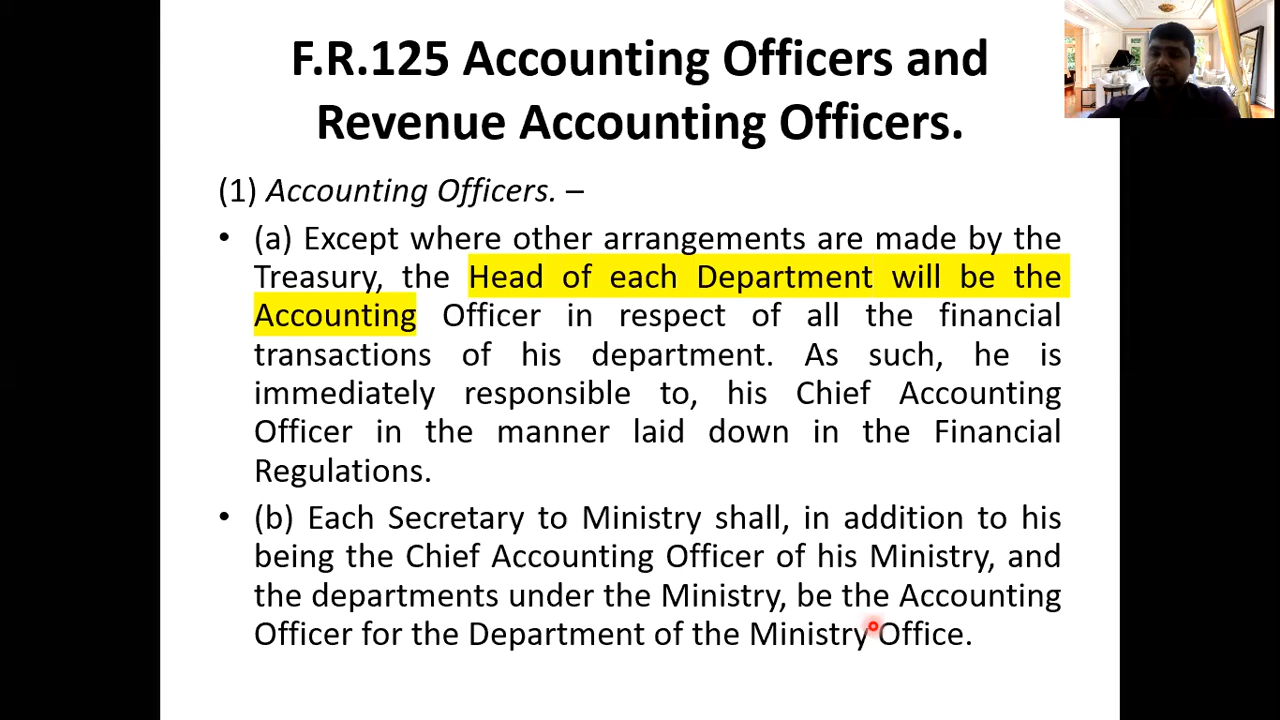 F.R.125 Accounting Officers and
Revenue Accounting Officers.
(1) Accounting Officers. –
• (a) Except where other arrangements are made by the
Treasury, the Head of each Department will be the
Accounting Officer in respect of all the financial
transactions of his department. As such, he is
immediately responsible to, his Chief Accounting
Officer in the manner laid down in the Financial
Regulations.
• (b) Each Secretary to Ministry shall, in addition to his
being the Chief Accounting Officer of his Ministry, and
the departments under the Ministry, be the Accounting
Officer for the Department of the Ministry Office.